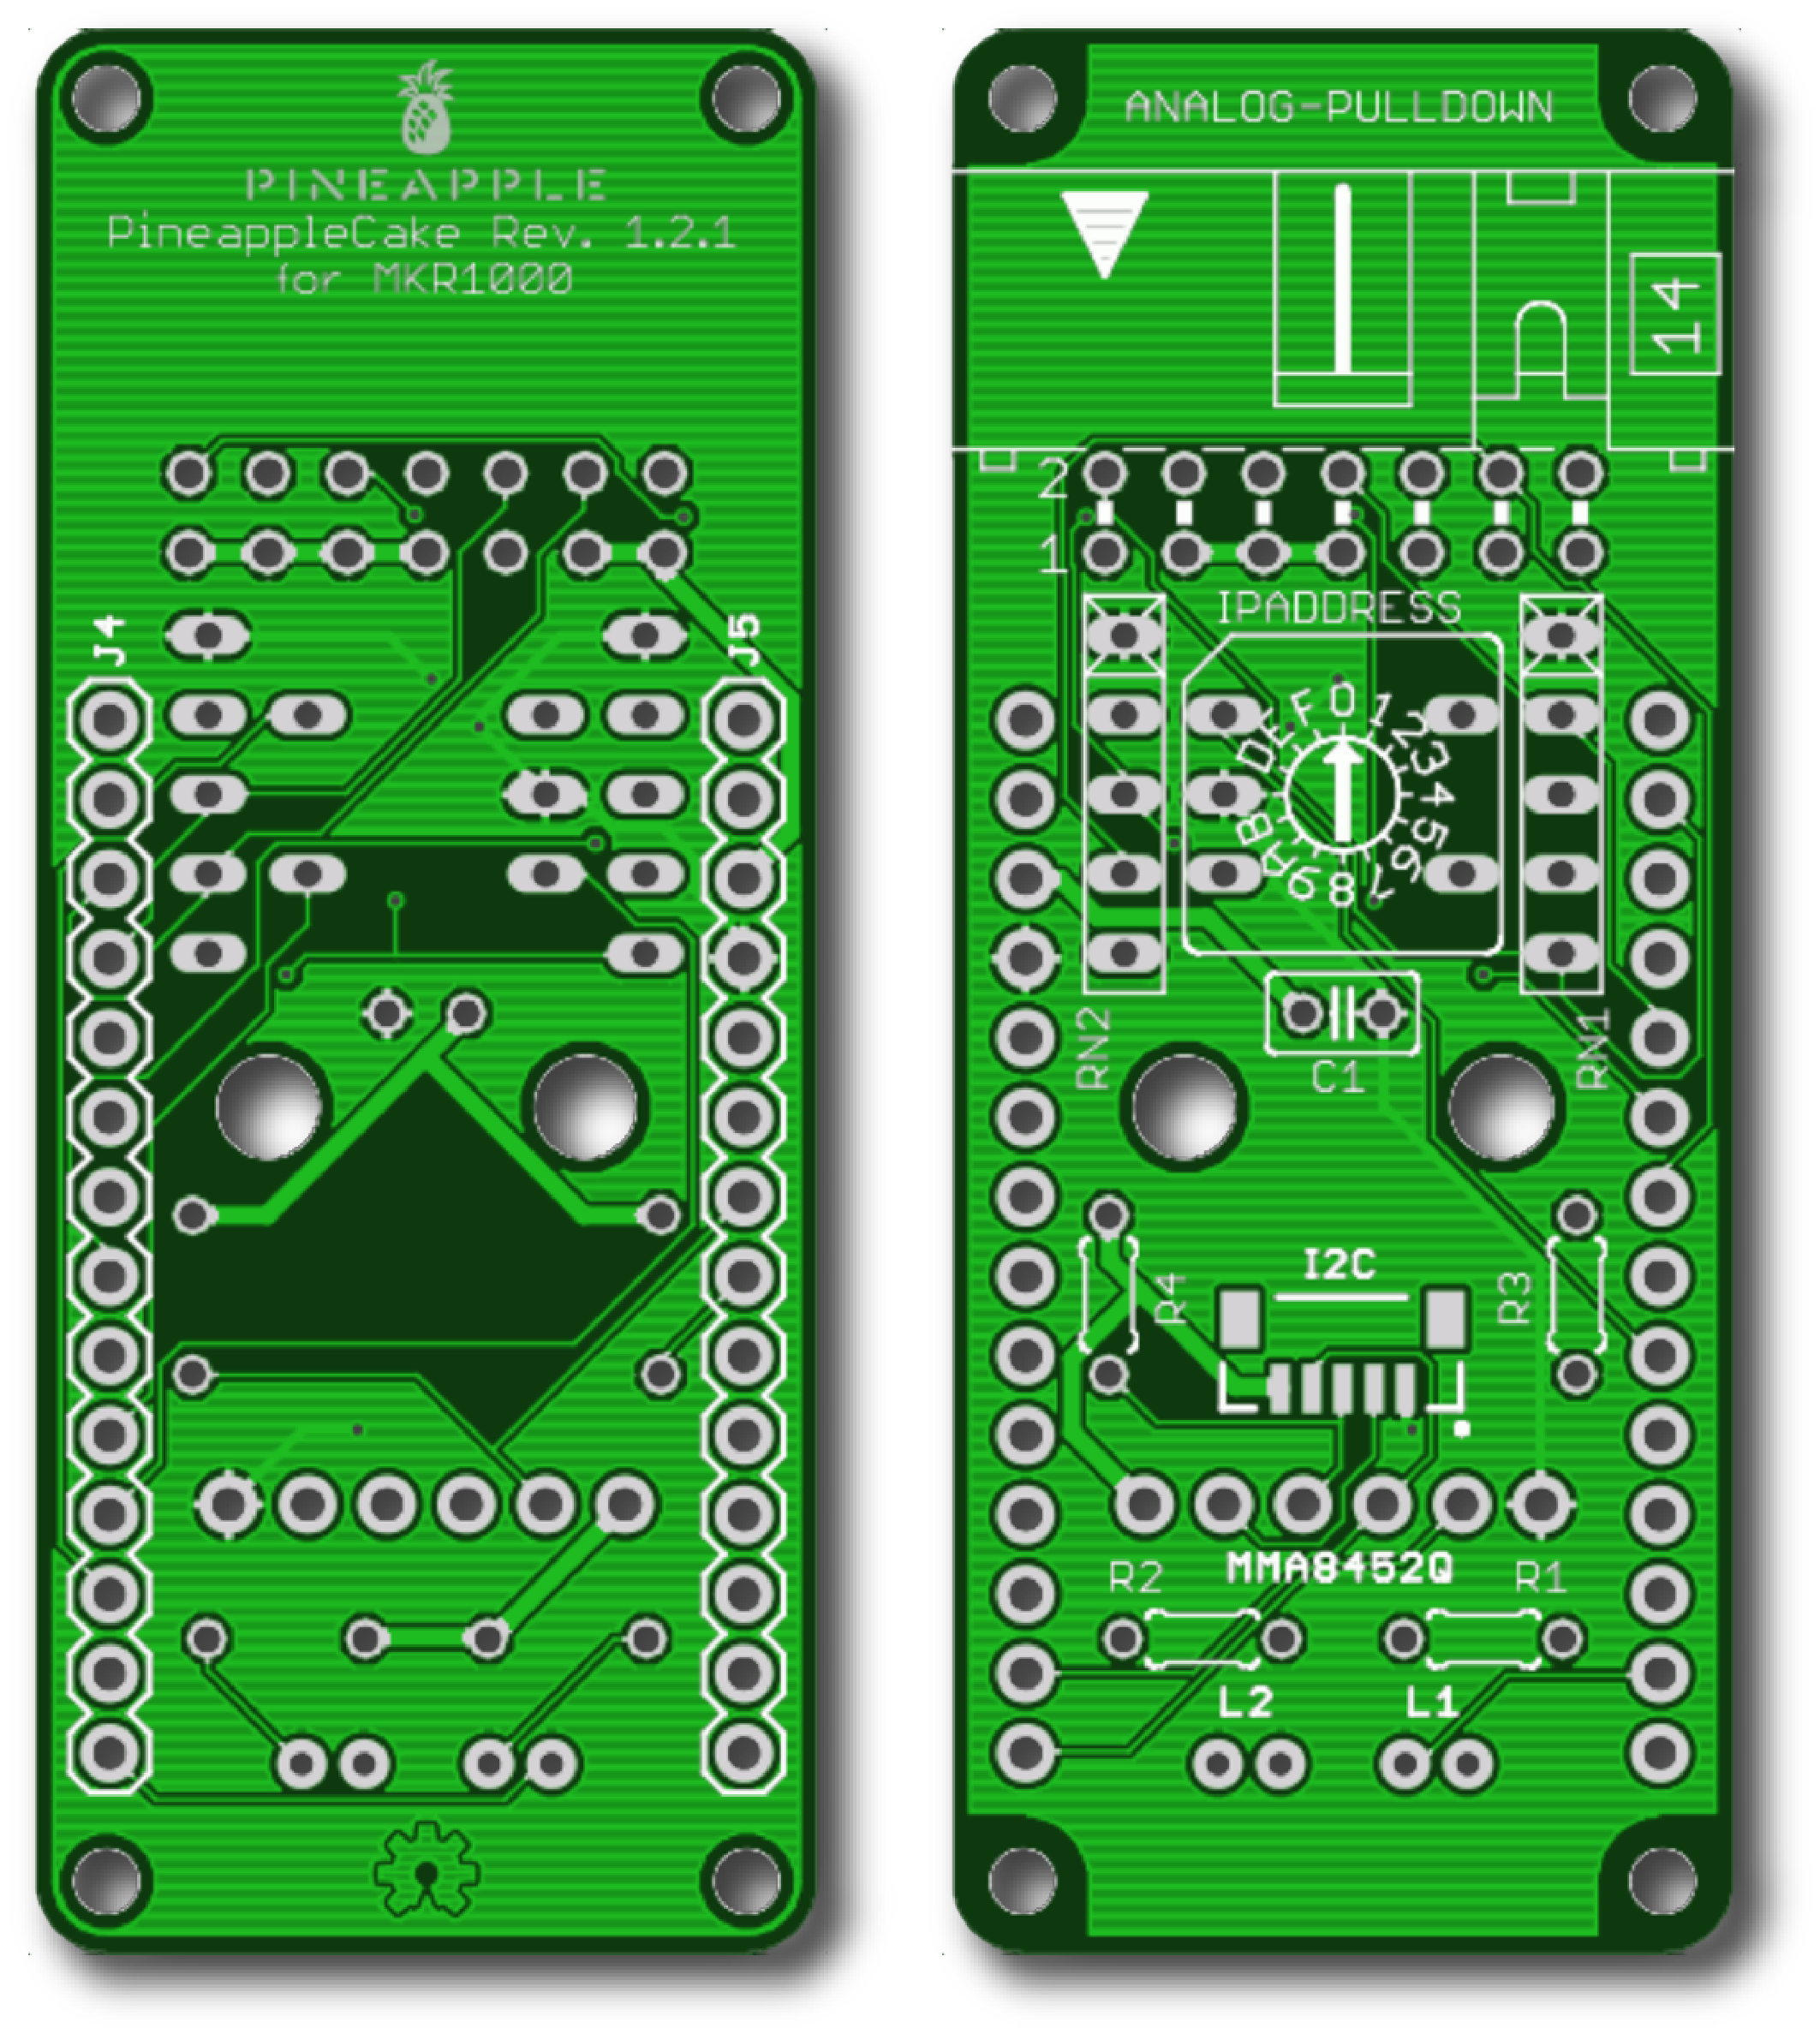 PINEAPPLE
PineappleCake Rev. 1.2.1
for MKR1000
J4
J5
ANALOG-PULLDOWN
14
2
1
IPADDRESS
0
1
2
3
4
5
6
7
8
9
A
B
D
E
F
RN2
RN1
C1
I2C
R4
R3
MMA8452Q
R2
R1
L2
L1